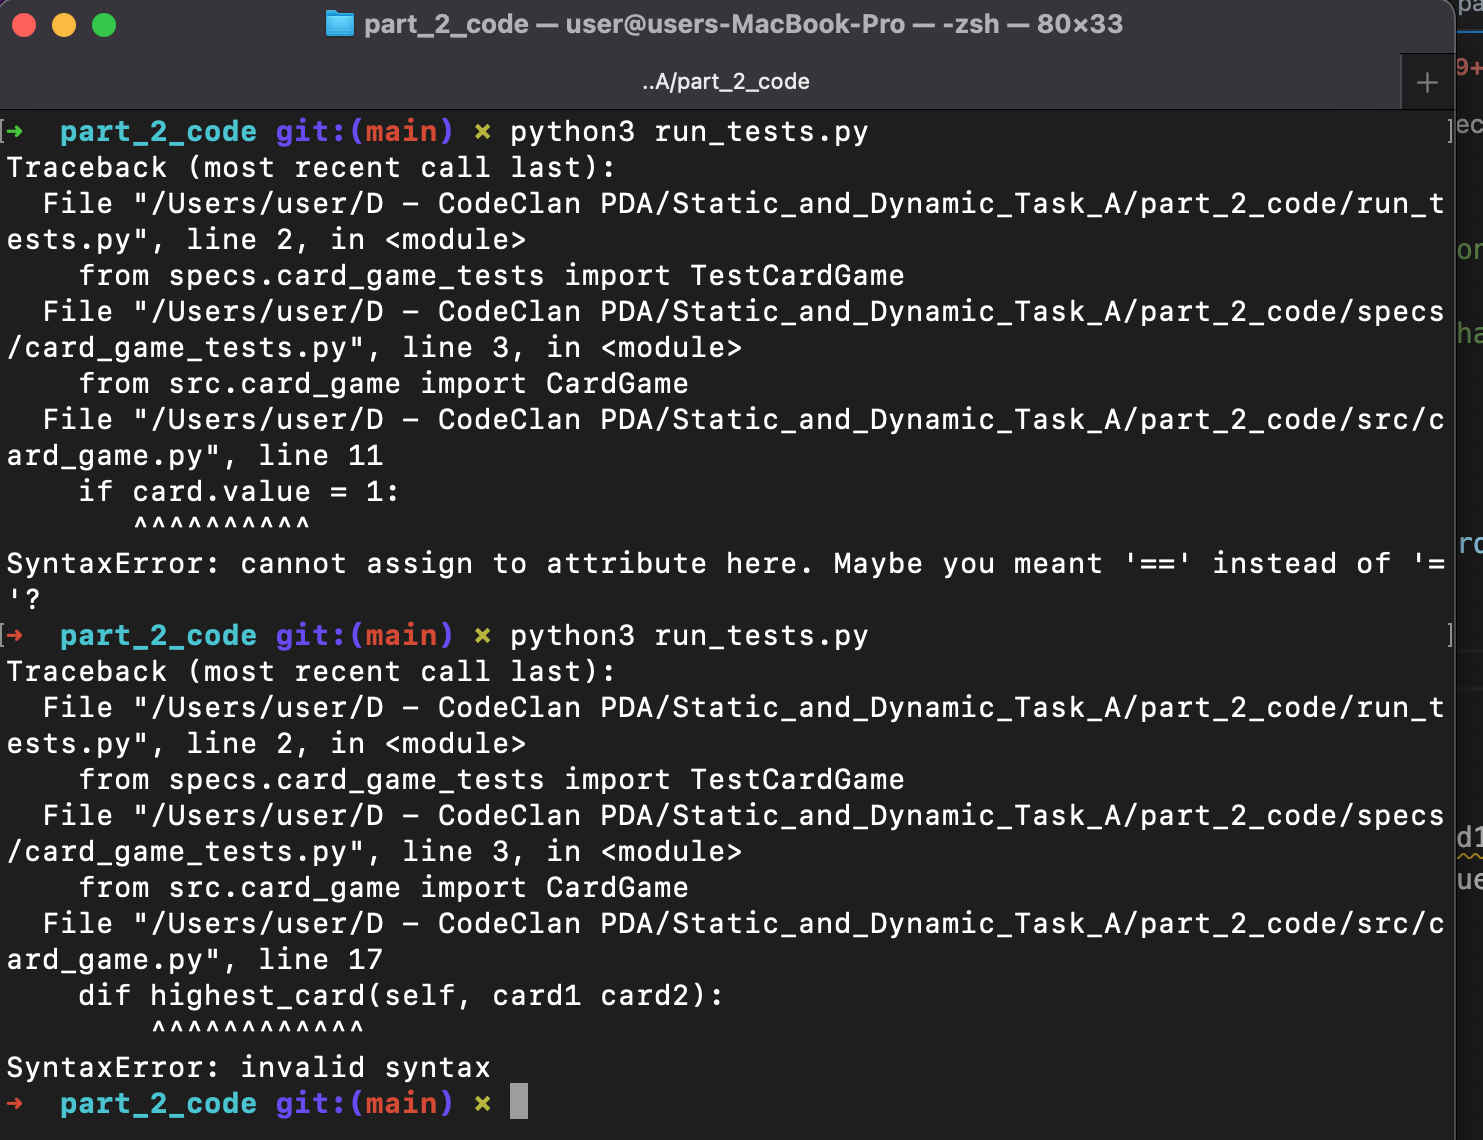 part_2_code — user@users-MacBook-Pro — -zsh — 80×33
..A/part_2_code
+
[➜  part_2_code git:(main) × python3 run_tests.py ]
Traceback (most recent call last):
  File "/Users/user/D - CodeClan PDA/Static_and_Dynamic_Task_A/part_2_code/run_t
ests.py", line 2, in <module>
    from specs.card_game_tests import TestCardGame
  File "/Users/user/D - CodeClan PDA/Static_and_Dynamic_Task_A/part_2_code/specs
/card_game_tests.py", line 3, in <module>
    from src.card_game import CardGame
  File "/Users/user/D - CodeClan PDA/Static_and_Dynamic_Task_A/part_2_code/src/c
ard_game.py", line 11
    if card.value = 1:
       ^^^^^^^^^^
SyntaxError: cannot assign to attribute here. Maybe you meant '==' instead of '=
'?
[➜  part_2_code git:(main) × python3 run_tests.py ]
Traceback (most recent call last):
  File "/Users/user/D - CodeClan PDA/Static_and_Dynamic_Task_A/part_2_code/run_t
ests.py", line 2, in <module>
    from specs.card_game_tests import TestCardGame
  File "/Users/user/D - CodeClan PDA/Static_and_Dynamic_Task_A/part_2_code/specs
/card_game_tests.py", line 3, in <module>
    from src.card_game import CardGame
  File "/Users/user/D - CodeClan PDA/Static_and_Dynamic_Task_A/part_2_code/src/c
ard_game.py", line 17
    dif highest_card(self, card1 card2):
        ^^^^^^^^^^^^
SyntaxError: invalid syntax
➜  part_2_code git:(main) ×